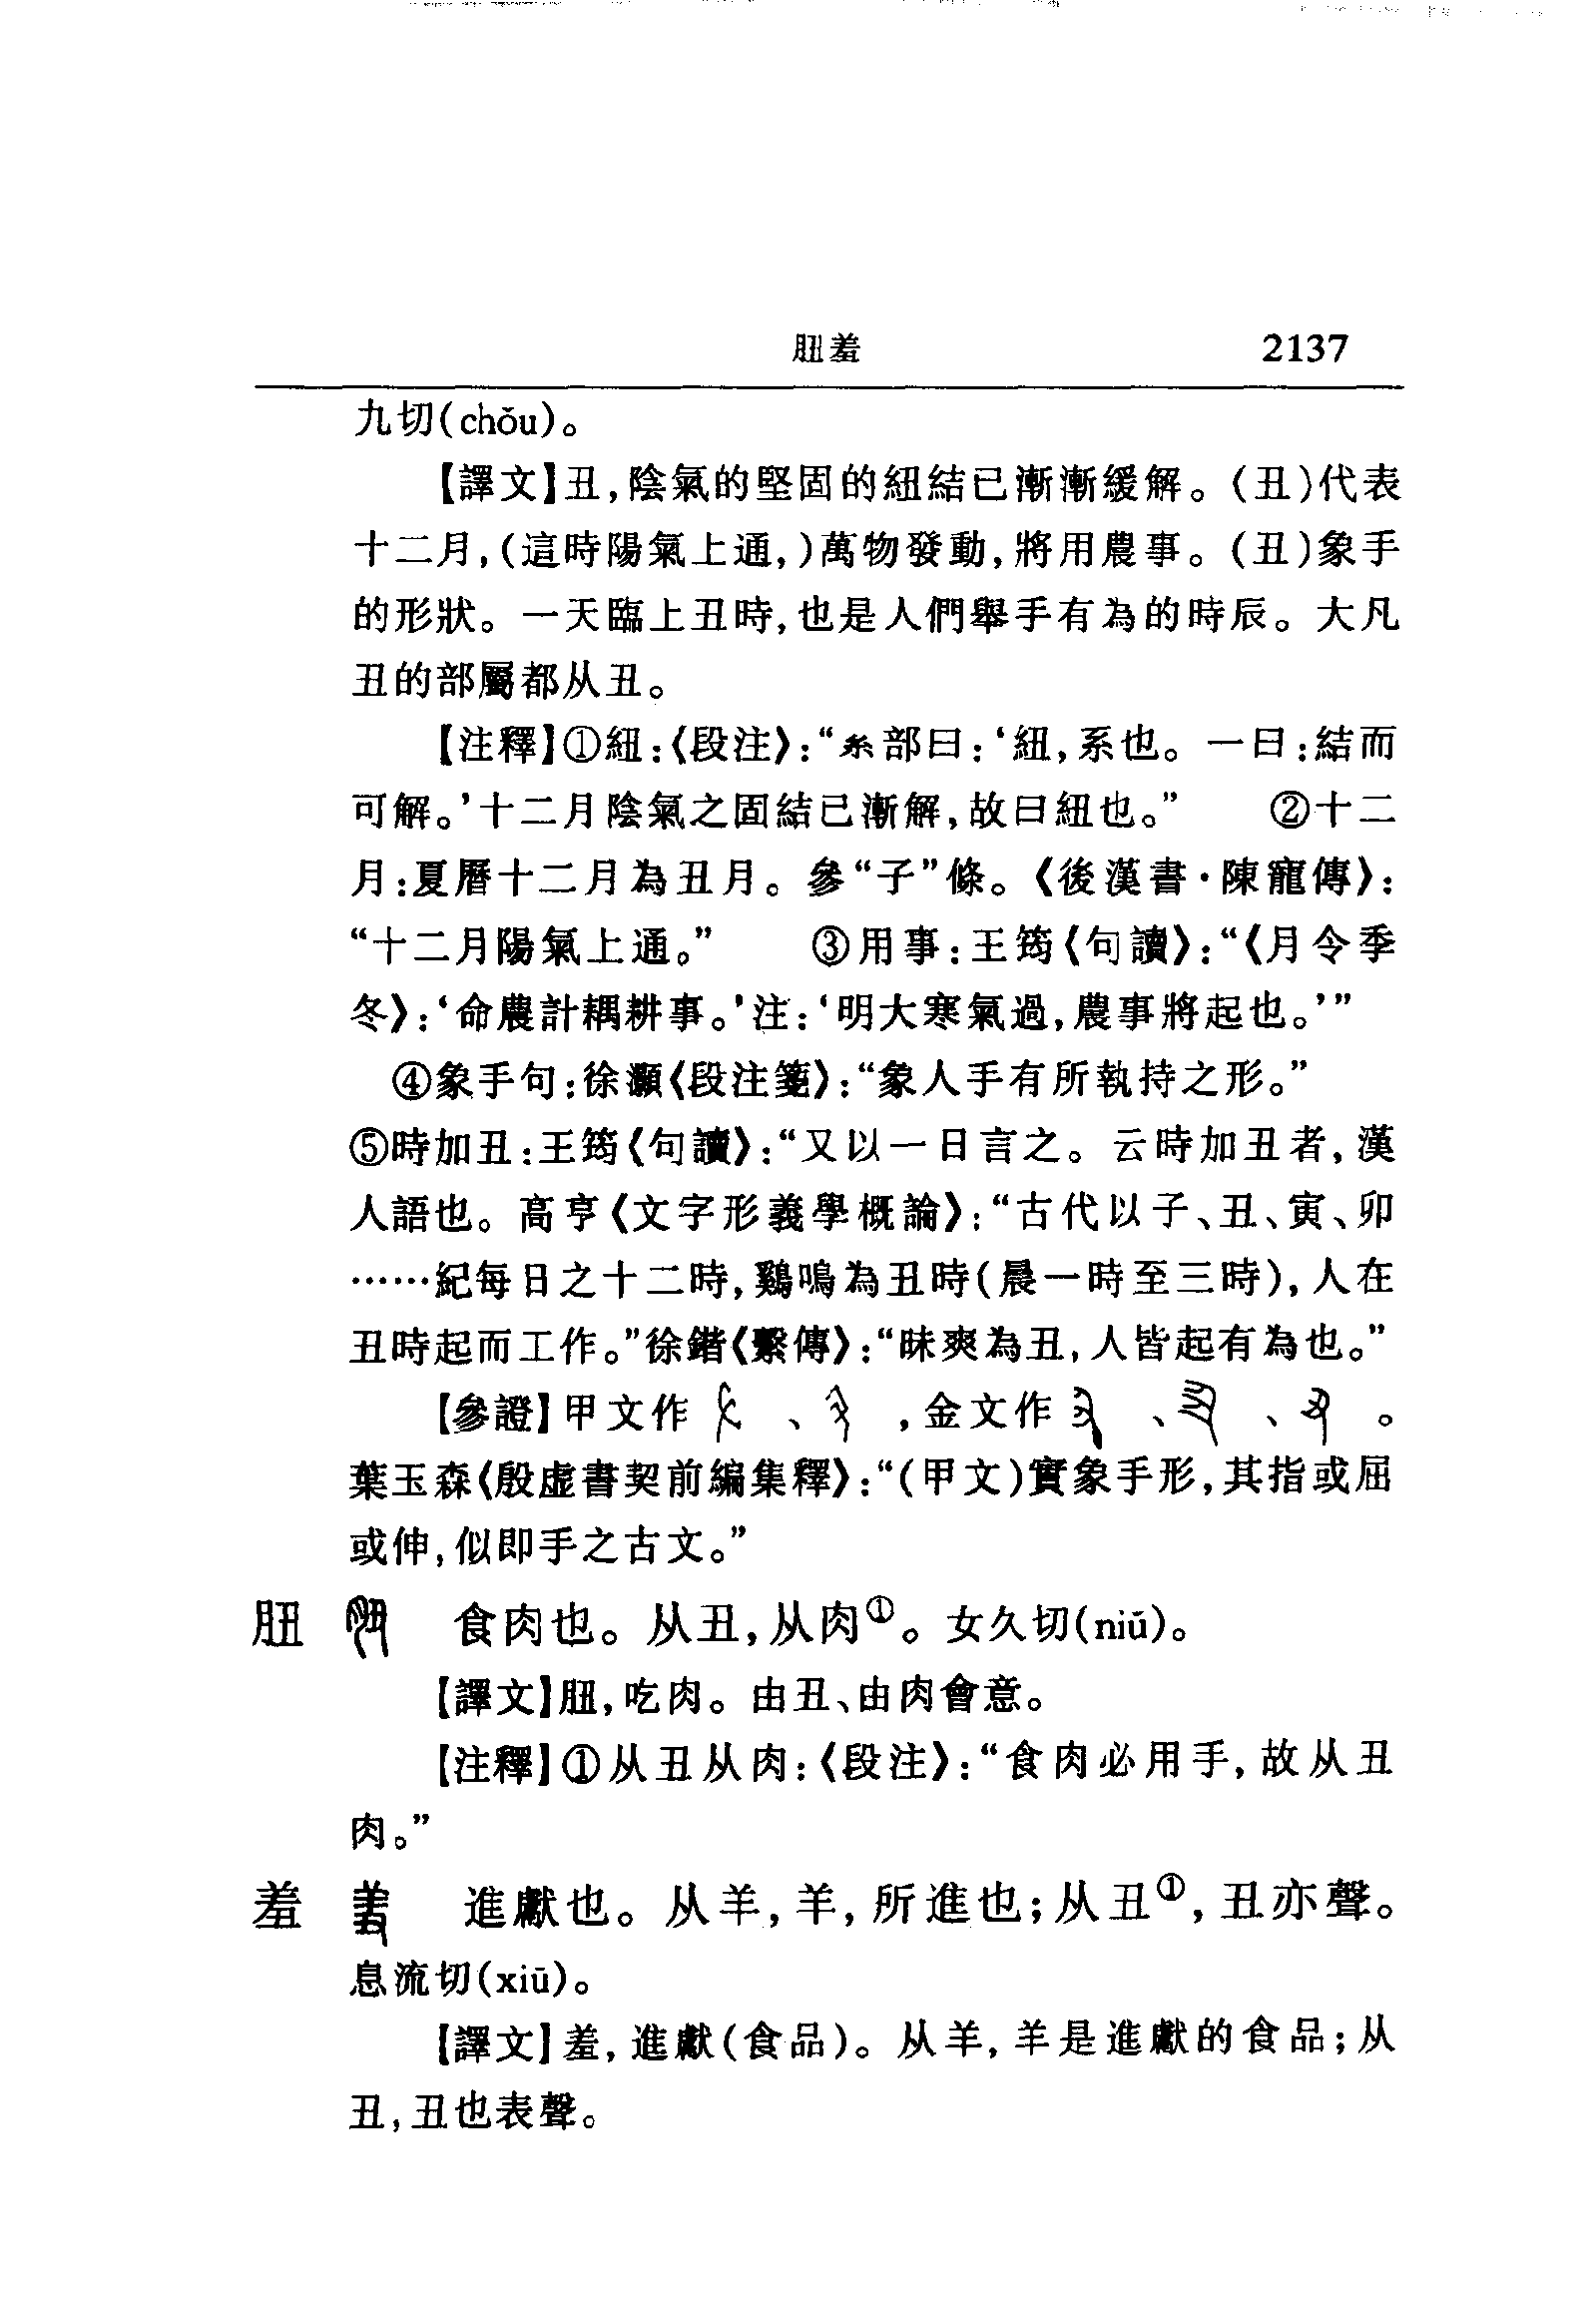 䏔羞 2137
九切(chǒu)。
【譯文】丑,陰氣的堅固的紐結已漸漸緩解。(丑)代表
十二月,(這時陽氣上通,)萬物發動,將用農事。(丑)象手
的形狀。一天臨上丑時,也是人們舉手有為的時辰。大凡
丑的部屬都从丑。
【注釋】①紐:《段注》:“糸部曰:‘紐,系也。一曰:結而
可解。’十二月陰氣之固結已漸解,故曰紐也。” ②十二
月:夏曆十二月為丑月。參“子”條。《後漢書·陳寵傳》:
“十二月陽氣上通。” ③用事:王筠《句讀》:“《月令季
冬》:‘命農計耦耕事。’注:‘明大寒氣過,農事將起也。’”
④象手句:徐灝《段注箋》:“象人手有所執持之形。”
⑤時加丑:王筠《句讀》:“又以一日言之。云時加丑者,漢
人語也。高亨《文字形義學概論》:“古代以子、丑、寅、卯
……紀每日之十二時,鷄鳴為丑時(晨一時至三時),人在
丑時起而工作。”徐鍇《繫傳》:“昧爽為丑,人皆起有為也。”
【參證】甲文作 、 ,金文作 、 、 。
葉玉森《殷虛書契前編集釋》:“(甲文)實象手形,其指或屈
或伸,似即手之古文。”
䏔 食肉也。从丑,从肉①。女久切(niǔ)。
【譯文】䏔,吃肉。由丑、由肉會意。
【注釋】①从丑从肉:《段注》:“食肉必用手,故从丑
肉。”
羞 進獻也。从羊,羊,所進也;从丑①,丑亦聲。
息流切(xiū)。
【譯文】羞,進獻(食品)。从羊,羊是進獻的食品;从
丑,丑也表聲。